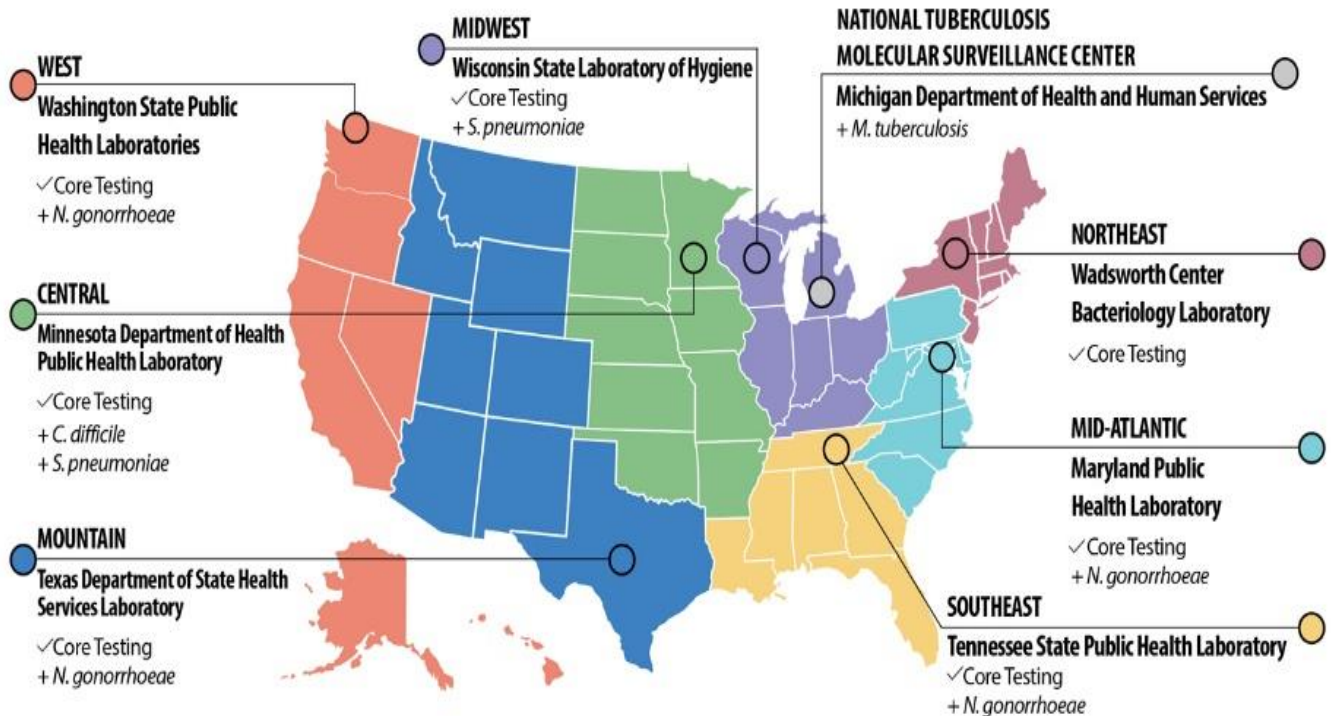 WEST
Washington State Public
Health Laboratories
✓Core Testing
+ N. gonorrhoeae
MIDWEST
Wisconsin State Laboratory of Hygiene
✓Core Testing
+ S. pneumoniae
NATIONAL TUBERCULOSIS
MOLECULAR SURVEILLANCE CENTER
Michigan Department of Health and Human Services
+ M. tuberculosis
CENTRAL
Minnesota Department of Health
Public Health Laboratory
✓Core Testing
+ C. difficile
+ S. pneumoniae
NORTHEAST
Wadsworth Center
Bacteriology Laboratory
✓Core Testing
MID-ATLANTIC
Maryland Public
Health Laboratory
✓Core Testing
+ N. gonorrhoeae
MOUNTAIN
Texas Department of State Health
Services Laboratory
✓Core Testing
+ N. gonorrhoeae
SOUTHEAST
Tennessee State Public Health Laboratory
✓Core Testing
+ N. gonorrhoeae